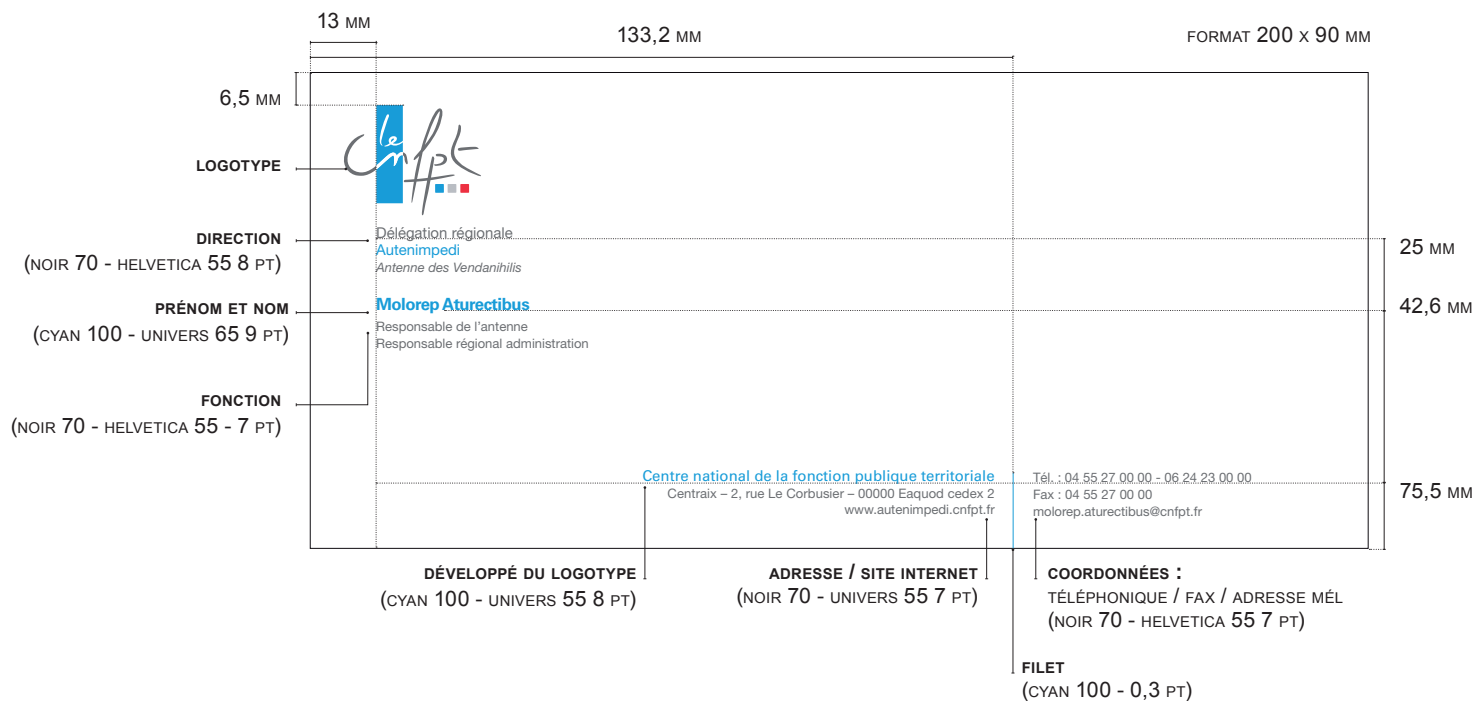 13 MM
133,2 MM
FORMAT 200 X 90 MM
6,5 MM
le
cnfpt
LOGOTYPE
DIRECTION
(NOIR 70 - HELVETICA 55 8 PT)
Délégation régionale
Autenimpedi
Antenne des Vendanihilis
25 MM
PRÉNOM ET NOM
(CYAN 100 - UNIVERS 65 9 PT)
Molorep Aturectibus
42,6 MM
Responsable de l'antenne
Responsable régional administration
FONCTION
(NOIR 70 - HELVETICA 55 - 7 PT)
Centre national de la fonction publique territoriale
Centraix – 2, rue Le Corbusier – 00000 Eaquod cedex 2
www.autenimpedi.cnfpt.fr
Tél. : 04 55 27 00 00 - 06 24 23 00 00
Fax : 04 55 27 00 00
molorep.aturectibus@cnfpt.fr
75,5 MM
DÉVELOPPÉ DU LOGOTYPE
(CYAN 100 - UNIVERS 55 8 PT)
ADRESSE / SITE INTERNET
(NOIR 70 - UNIVERS 55 7 PT)
COORDONNÉES :
TÉLÉPHONIQUE / FAX / ADRESSE MÉL
(NOIR 70 - HELVETICA 55 7 PT)
FILET
(CYAN 100 - 0,3 PT)